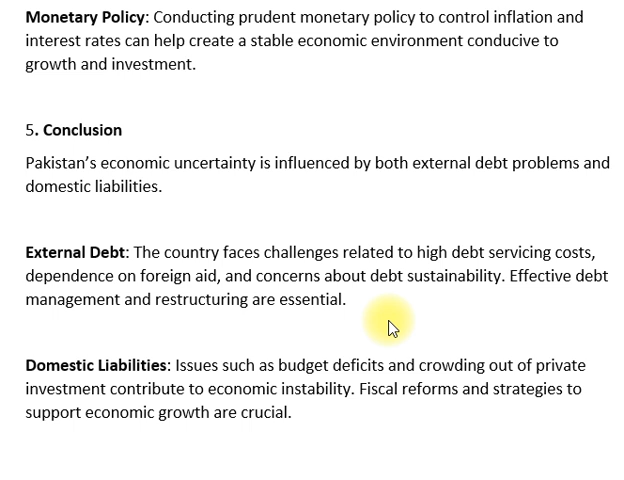 Monetary Policy: Conducting prudent monetary policy to control inflation and
interest rates can help create a stable economic environment conducive to
growth and investment.
5. Conclusion
Pakistan’s economic uncertainty is influenced by both external debt problems and
domestic liabilities.
External Debt: The country faces challenges related to high debt servicing costs,
dependence on foreign aid, and concerns about debt sustainability. Effective debt
management and restructuring are essential.
Domestic Liabilities: Issues such as budget deficits and crowding out of private
investment contribute to economic instability. Fiscal reforms and strategies to
support economic growth are crucial.